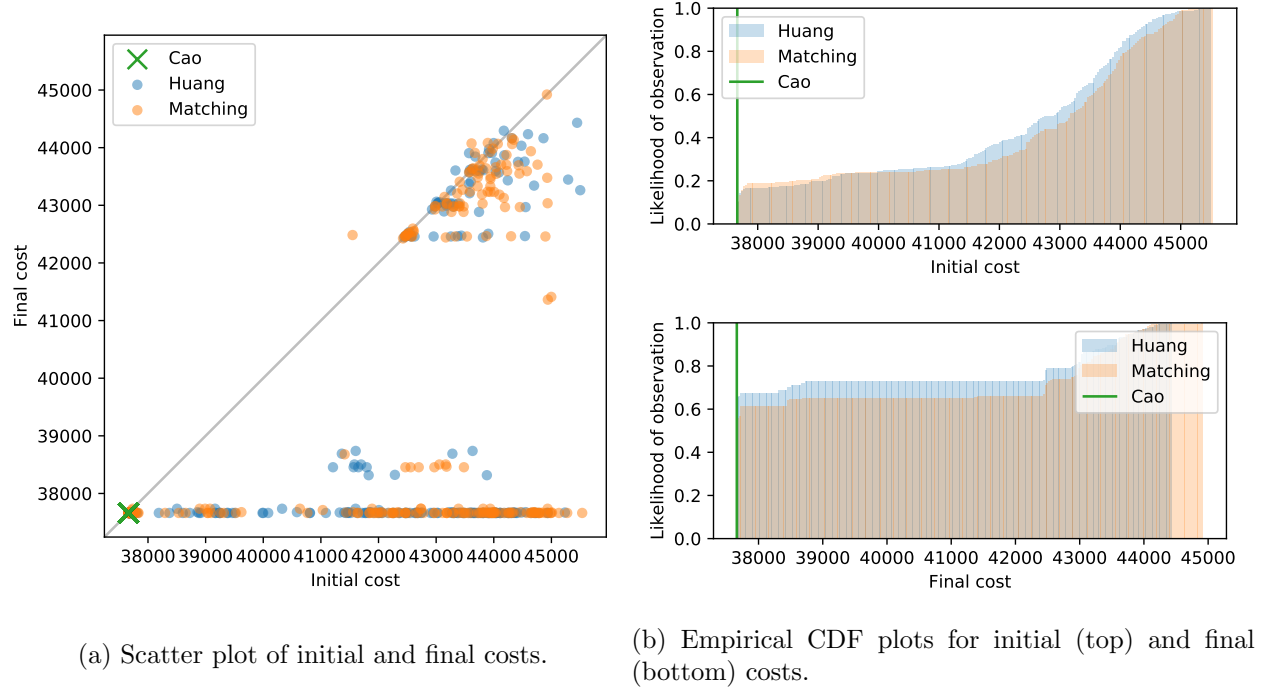 Cao
Huang
Matching
45000
44000
43000
42000
41000
40000
39000
38000
Final cost
38000 39000 40000 41000 42000 43000 44000 45000
Initial cost
(a) Scatter plot of initial and final costs.
1.0
0.8
0.6
0.4
0.2
0.0
Likelihood of observation
Huang
Matching
Cao
38000 39000 40000 41000 42000 43000 44000 45000
Initial cost
1.0
0.8
0.6
0.4
0.2
0.0
Likelihood of observation
Huang
Matching
Cao
38000 39000 40000 41000 42000 43000 44000 45000
Final cost
(b) Empirical CDF plots for initial (top) and final
(bottom) costs.